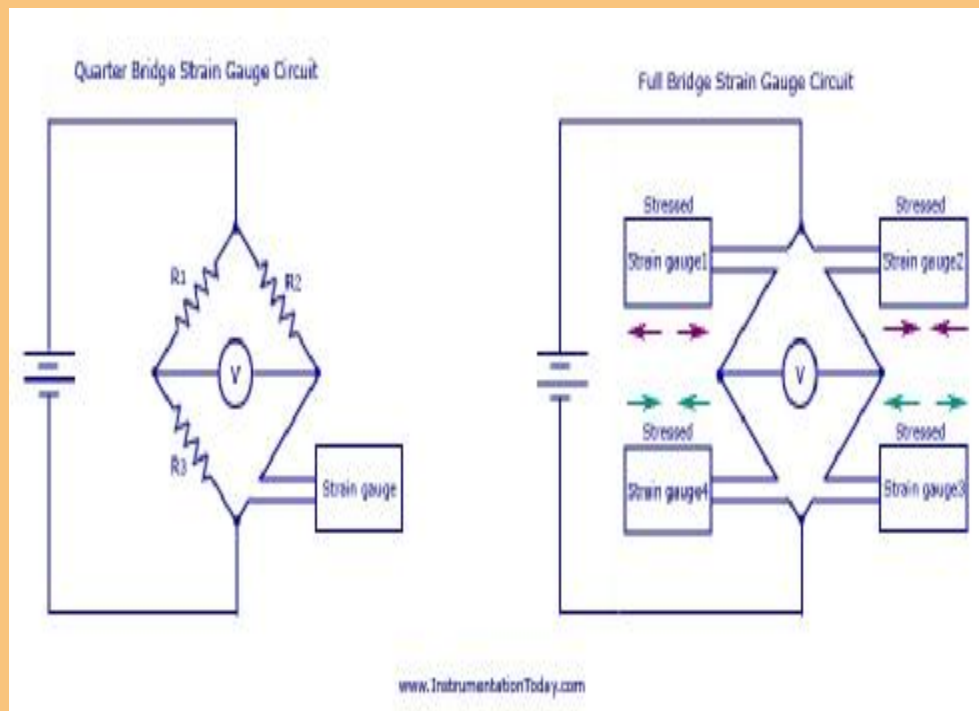 Quarter Bridge Strain Gauge Circuit
R1
R2
V
R3
Strain gauge
Full Bridge Strain Gauge Circuit
Stressed
Stressed
Strain gauge1
Strain gauge2
V
Stressed
Stressed
Strain gauge4
Strain gauge3
www.InstrumentationToday.com